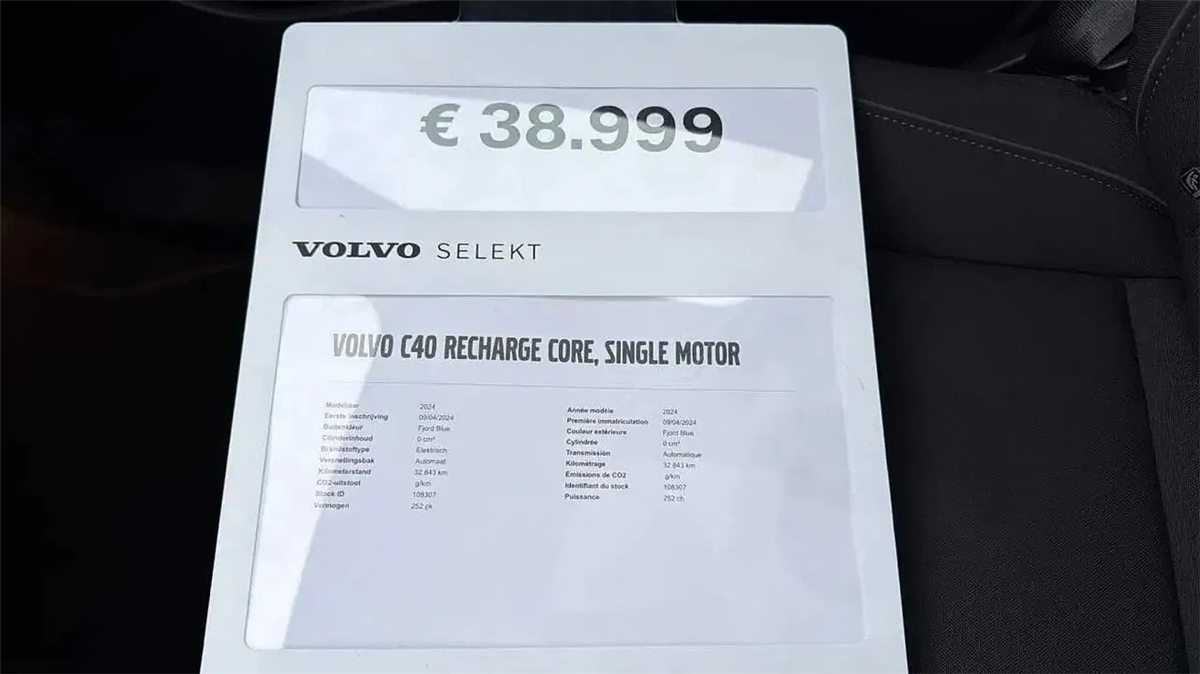 € 38.999
VOLVO SELEKT
VOLVO C40 RECHARGE CORE, SINGLE MOTOR
Modeljaar 2024
Eerste inschrijving 09/04/2024
Buitenkleur Fjord Blue
Cilinderinhoud 0 cm³
Brandstoftype Elektrisch
Versnellingsbak Automaat
Kilometerstand 32.843 km
CO2-uitstoot g/km
Stock ID 108307
Vermogen 252 pk
Année modèle 2024
Première immatriculation 09/04/2024
Couleur extérieure Fjord Blue
Cylindrée 0 cm³
Transmission Automatique
Kilométrage 32.843 km
Émissions de CO2 g/km
Identifiant du stock 108307
Puissance 252 ch